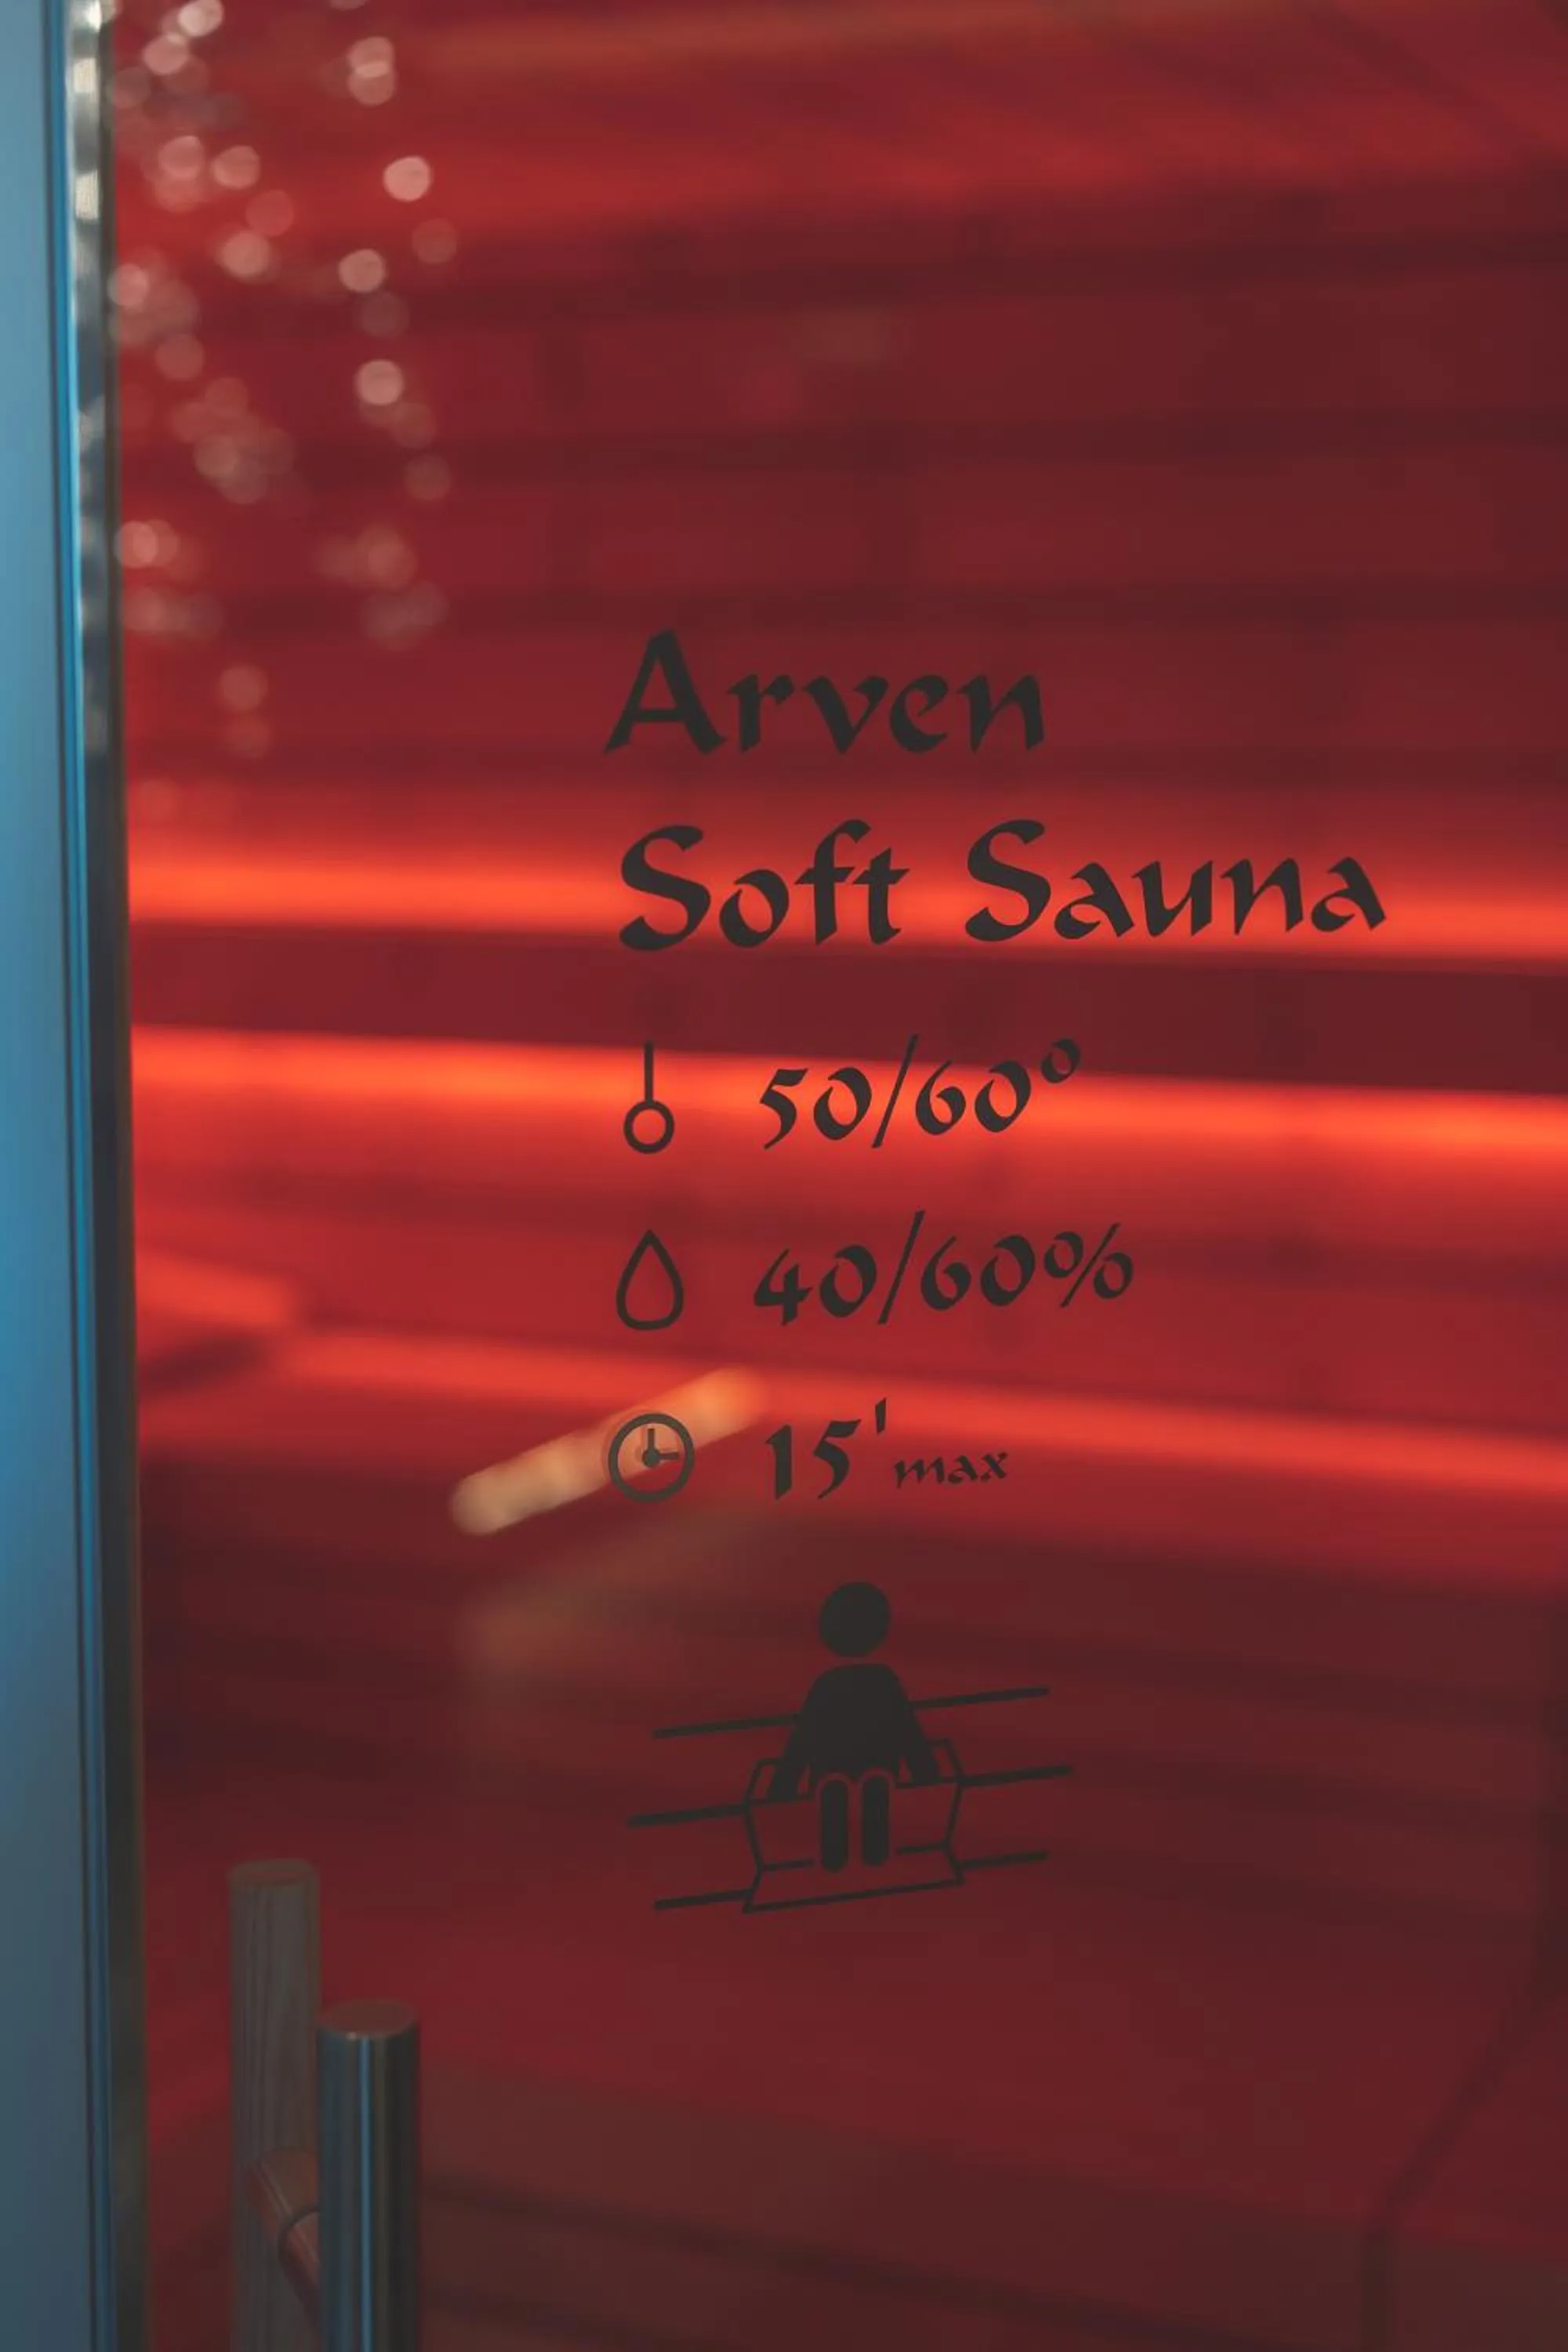 Arven
Soft Sauna
50/60°
40/60%
15' max